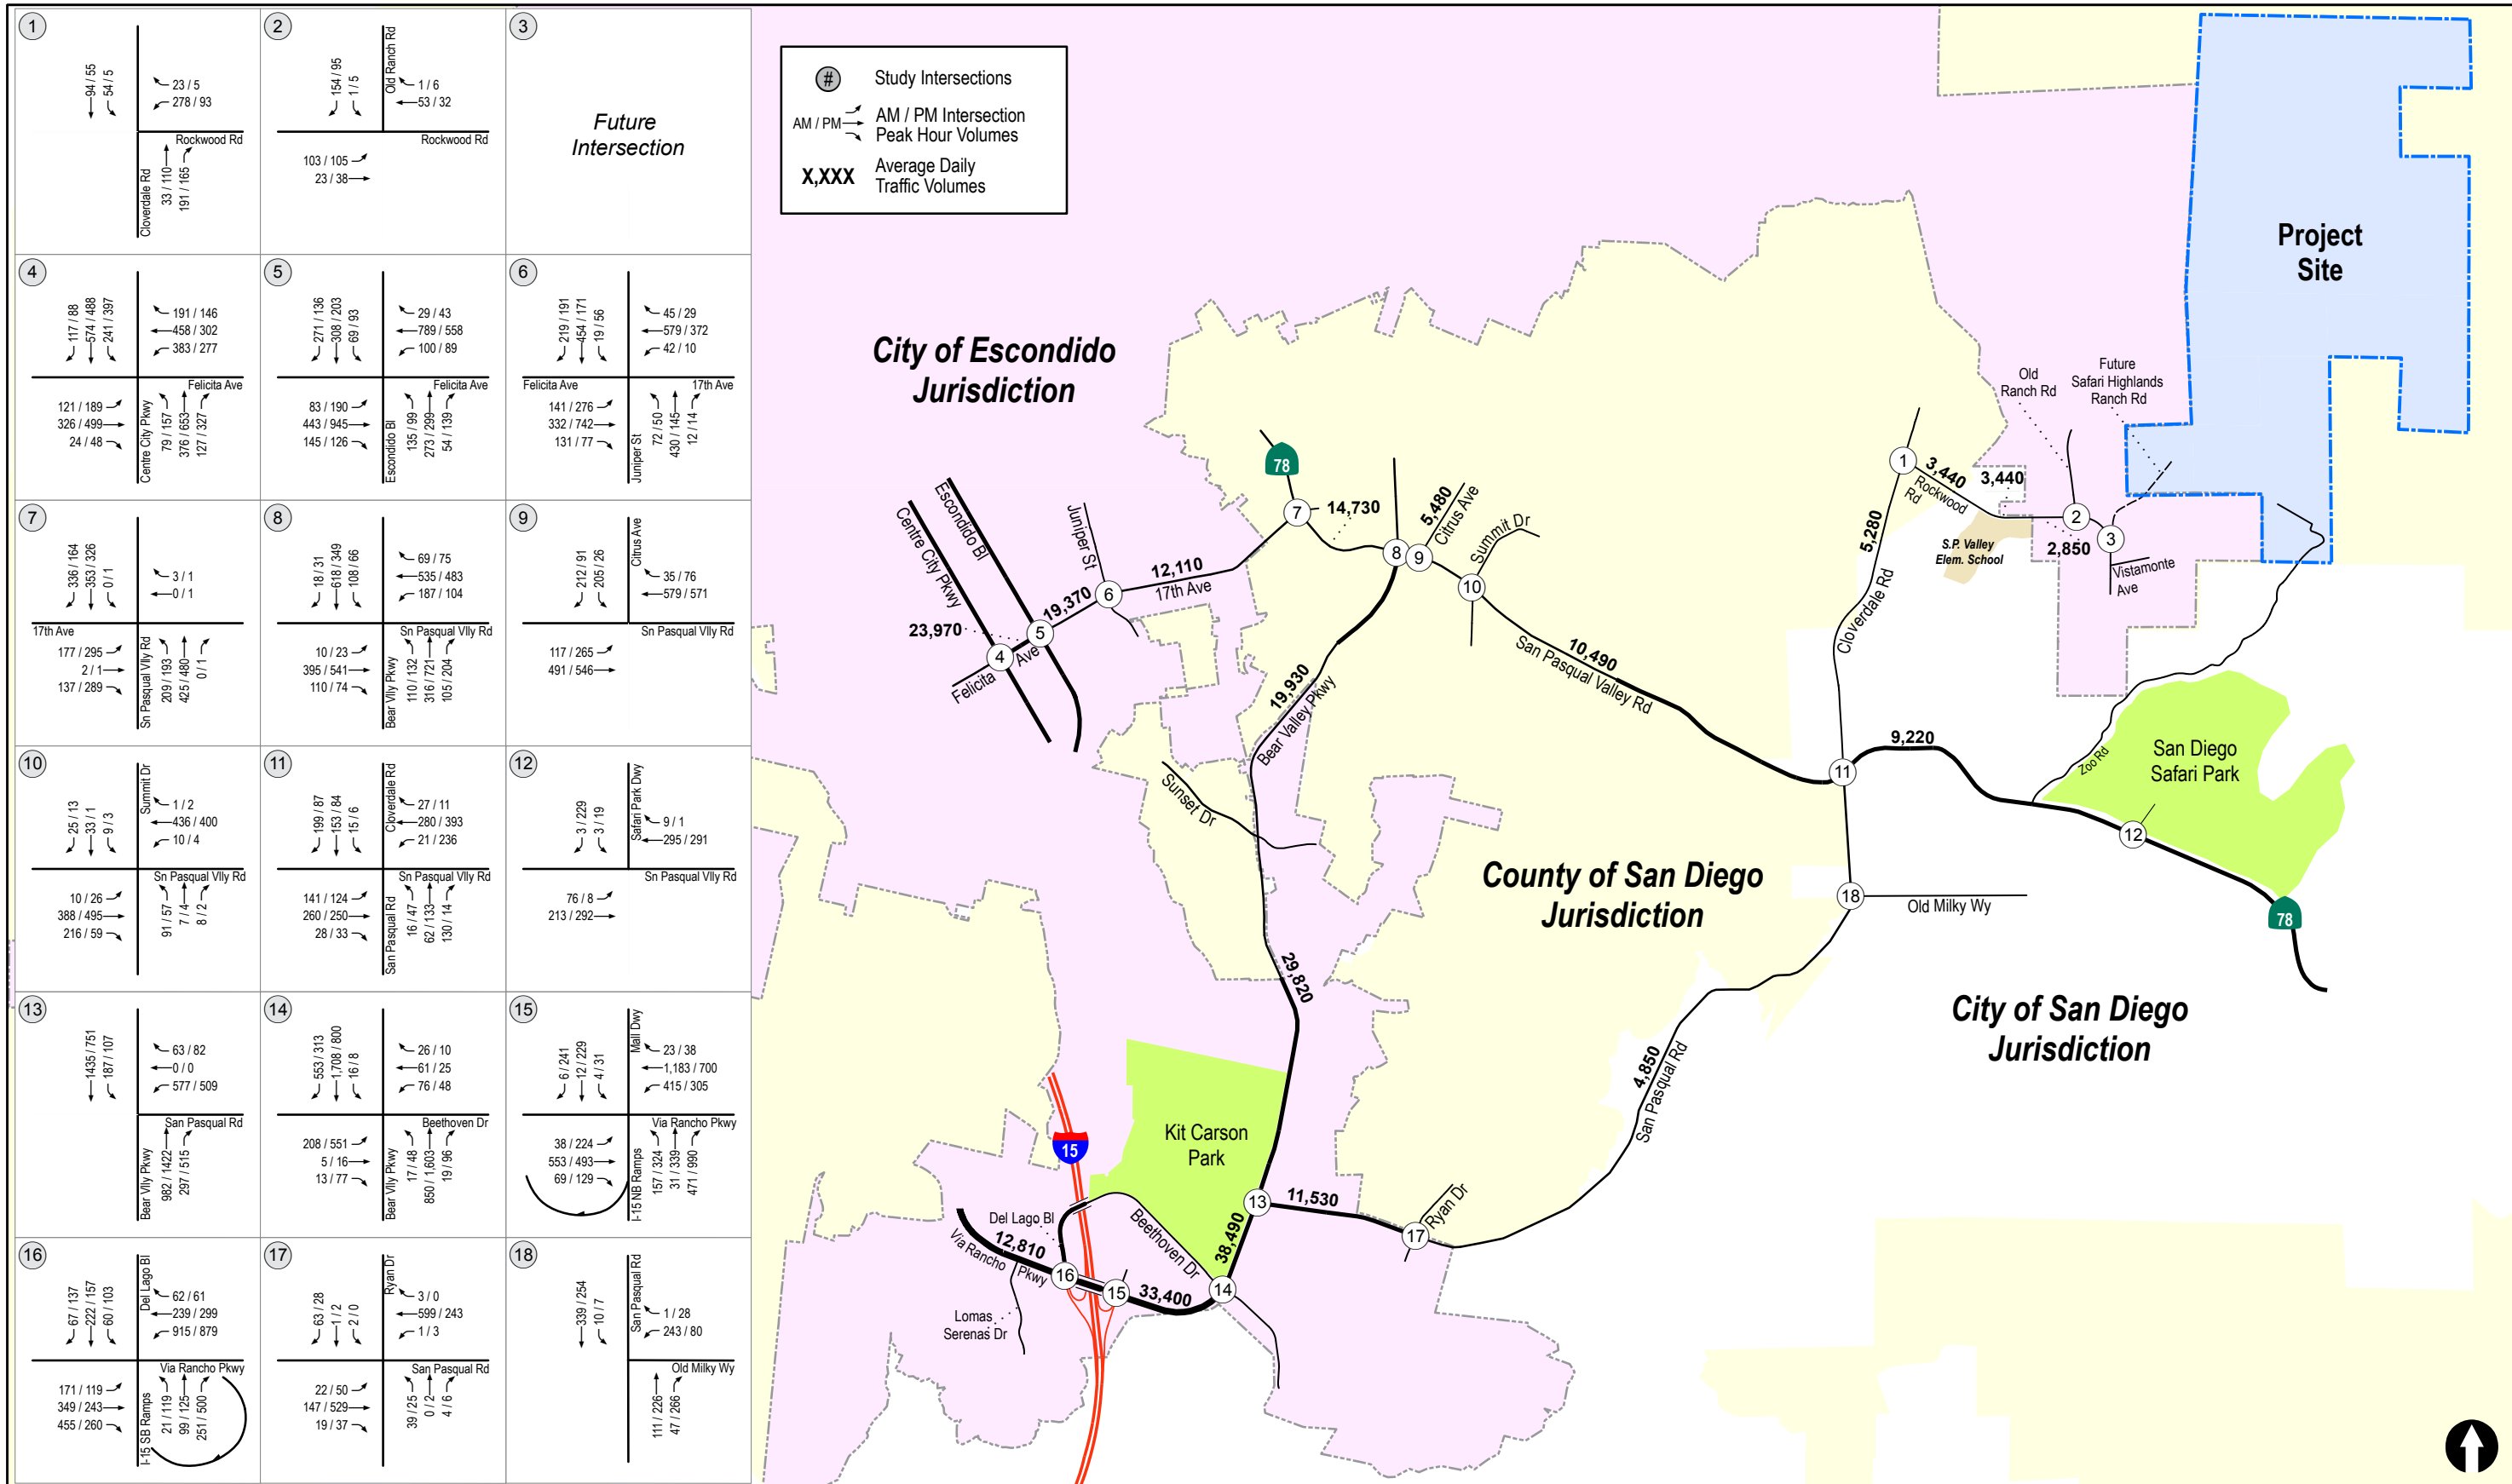 1
94 / 55
54 / 5
23 / 5
278 / 93
Rockwood Rd
Cloverdale Rd
33 / 110
191 / 165
2
154 / 95
1 / 5
Old Ranch Rd
1 / 6
53 / 32
Rockwood Rd
103 / 105
23 / 38
3
Future
Intersection
4
117 / 88
574 / 488
241 / 397
191 / 146
458 / 302
383 / 277
Felicita Ave
121 / 189
326 / 499
24 / 48
Centre City Pkwy
79 / 157
376 / 653
127 / 327
5
271 / 136
308 / 203
69 / 93
29 / 43
789 / 558
100 / 89
Felicita Ave
83 / 190
443 / 945
145 / 126
Escondido Bl
135 / 99
273 / 299
54 / 139
6
219 / 191
454 / 171
19 / 56
45 / 29
579 / 372
42 / 10
Felicita Ave
17th Ave
141 / 276
332 / 742
131 / 77
Juniper St
72 / 50
430 / 145
12 / 14
7
336 / 164
353 / 326
0 / 1
3 / 1
0 / 1
17th Ave
177 / 295
2 / 1
137 / 289
Sn Pasqual Vlly Rd
209 / 193
425 / 480
0 / 1
8
18 / 31
618 / 349
108 / 66
69 / 75
535 / 483
187 / 104
Sn Pasqual Vlly Rd
10 / 23
395 / 541
110 / 74
Bear Vlly Pkwy
110 / 132
316 / 721
105 / 204
9
212 / 91
205 / 26
Citrus Ave
35 / 76
579 / 571
Sn Pasqual Vlly Rd
117 / 265
491 / 546
10
25 / 13
33 / 1
9 / 3
Summit Dr
1 / 2
436 / 400
10 / 4
Sn Pasqual Vlly Rd
10 / 26
388 / 495
216 / 59
91 / 57
7 / 4
8 / 2
11
199 / 87
153 / 84
15 / 6
Cloverdale Rd
27 / 11
280 / 393
21 / 236
Sn Pasqual Vlly Rd
141 / 124
260 / 250
28 / 33
San Pasqual Rd
16 / 47
62 / 133
130 / 14
12
3 / 229
3 / 19
Safari Park Dwy
9 / 1
295 / 291
Sn Pasqual Vlly Rd
76 / 8
213 / 292
13
1435 / 751
187 / 107
63 / 82
0 / 0
577 / 509
San Pasqual Rd
Bear Vlly Pkwy
982 / 1422
297 / 515
14
553 / 313
1,708 / 800
16 / 8
26 / 10
61 / 25
76 / 48
Beethoven Dr
208 / 551
5 / 16
13 / 77
Bear Vlly Pkwy
17 / 48
850 / 1,603
19 / 96
15
6 / 241
12 / 229
4 / 31
Mall Dwy
23 / 38
1,183 / 700
415 / 305
Via Rancho Pkwy
38 / 224
553 / 493
69 / 129
I-15 NB Ramps
157 / 324
31 / 339
471 / 990
16
67 / 137
222 / 157
60 / 103
Del Lago Bl
62 / 61
239 / 299
915 / 879
Via Rancho Pkwy
171 / 119
349 / 243
455 / 260
I-15 SB Ramps
21 / 119
99 / 125
251 / 500
17
63 / 28
1 / 2
2 / 0
Ryan Dr
3 / 0
599 / 243
1 / 3
San Pasqual Rd
22 / 50
147 / 529
19 / 37
39 / 25
0 / 2
4 / 6
18
339 / 254
10 / 7
San Pasqual Rd
1 / 28
243 / 80
Old Milky Wy
111 / 226
47 / 266
# Study Intersections
AM / PM
AM / PM Intersection
Peak Hour Volumes
X,XXX
Average Daily
Traffic Volumes
Project
Site
City of Escondido
Jurisdiction
Old
Ranch Rd
Future
Safari Highlands
Ranch Rd
78
1
3,440
Rockwood
Rd
3,440
2
3
2,850
S.P. Valley
Elem. School
Vistamonte
Ave
5,280
Cloverdale Rd
7
14,730
8
9
5,480
Citrus Ave
Summit Dr
10
Escondido Bl
Centre City Pkwy
Juniper St
12,110
17th Ave
6
19,370
23,970
5
4
Felicita
Ave
10,490
San Pasqual Valley Rd
19,930
Bear Valley Pkwy
Sunset Dr
9,220
11
Zoo Rd
San Diego
Safari Park
12
78
County of San Diego
Jurisdiction
18
Old Milky Wy
29,820
City of San Diego
Jurisdiction
4,850
San Pasqual Rd
Kit Carson
Park
15
13
11,530
17
Ryan Dr
38,490
Beethoven Dr
Del Lago Bl
12,810
Via Rancho
Pkwy
16
15
33,400
14
Lomas
Serenas Dr